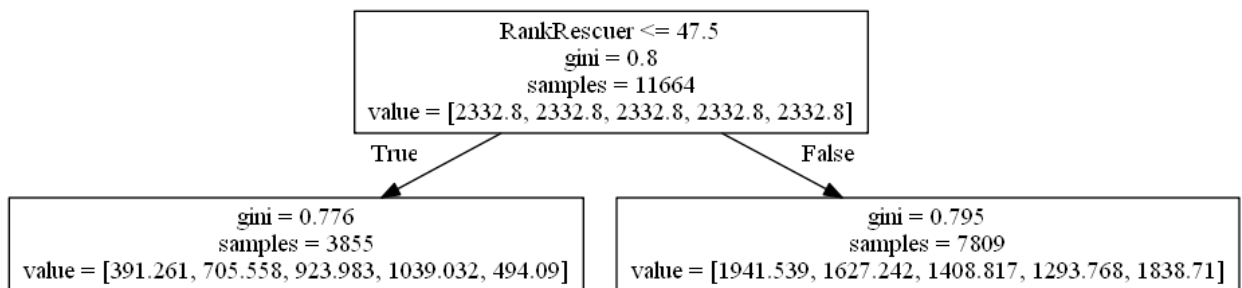 RankRescuer <= 47.5
gini = 0.8
samples = 11664
value = [2332.8, 2332.8, 2332.8, 2332.8, 2332.8]
True
False
gini = 0.776
samples = 3855
value = [391.261, 705.558, 923.983, 1039.032, 494.09]
gini = 0.795
samples = 7809
value = [1941.539, 1627.242, 1408.817, 1293.768, 1838.71]